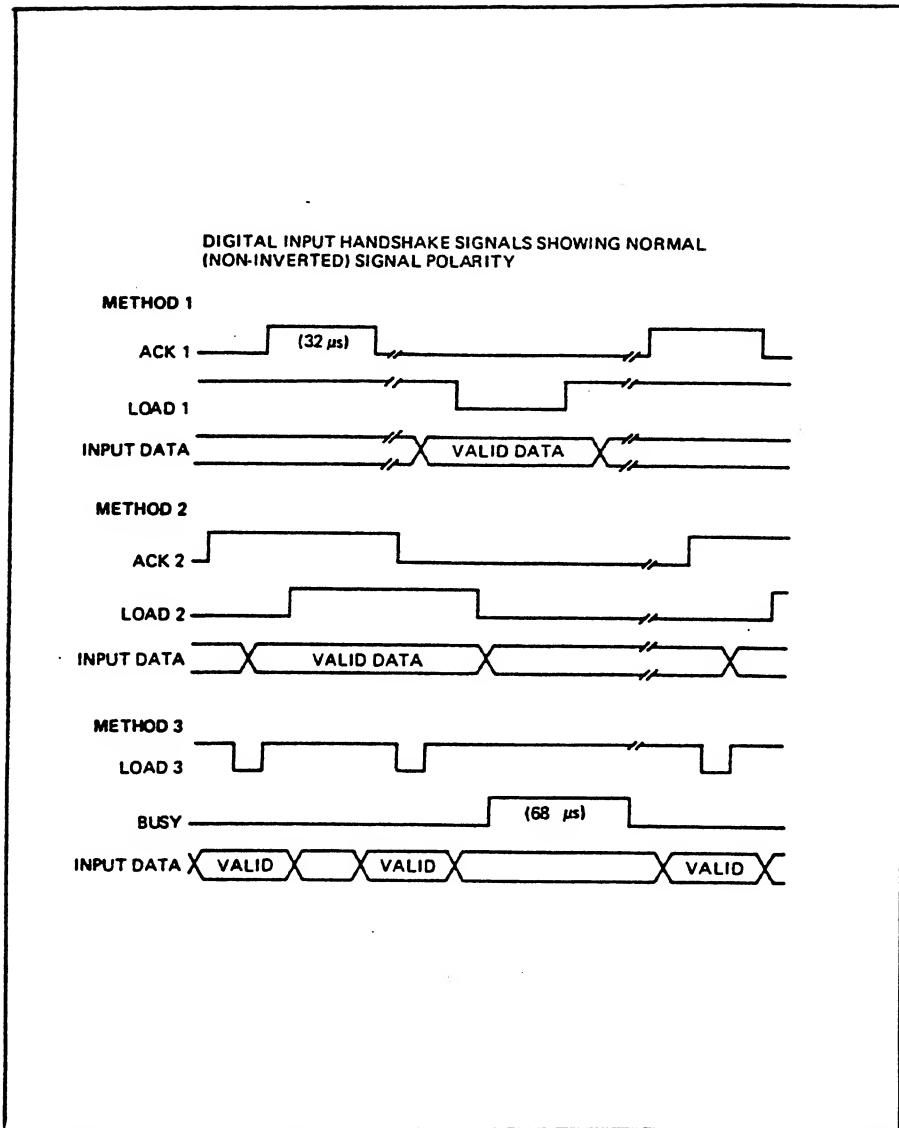 DIGITAL INPUT HANDSHAKE SIGNALS SHOWING NORMAL
(NON-INVERTED) SIGNAL POLARITY
METHOD 1
ACK 1
(32 µs)
LOAD 1
INPUT DATA
VALID DATA
METHOD 2
ACK 2
LOAD 2
INPUT DATA
VALID DATA
METHOD 3
LOAD 3
BUSY
(68 µs)
INPUT DATA
VALID
VALID
VALID